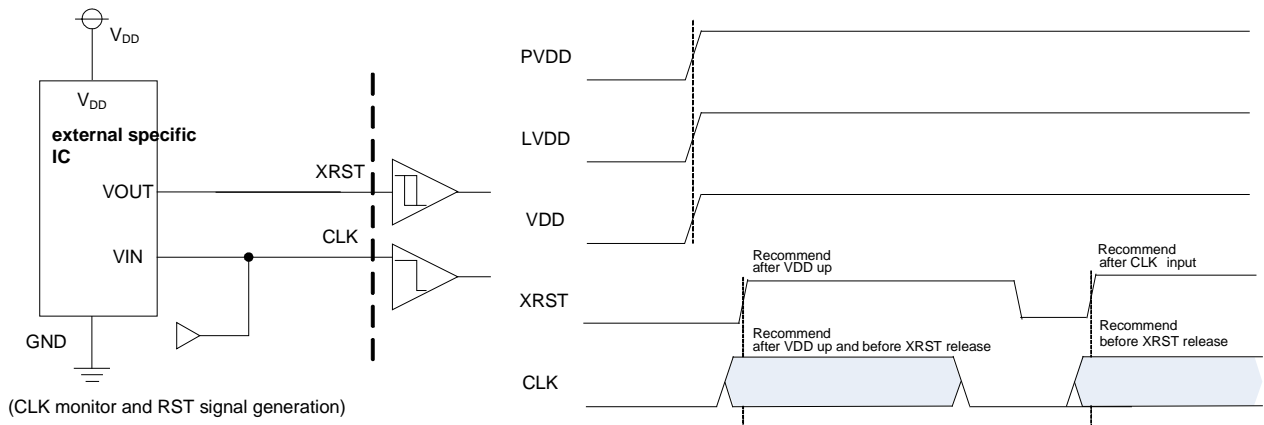 VDD
VDD
external specific
IC
VOUT
VIN
GND
XRST
CLK
(CLK monitor and RST signal generation)
PVDD
LVDD
VDD
XRST
Recommend
after VDD up
Recommend
after CLK input
CLK
Recommend
after VDD up and before XRST release
Recommend
before XRST release